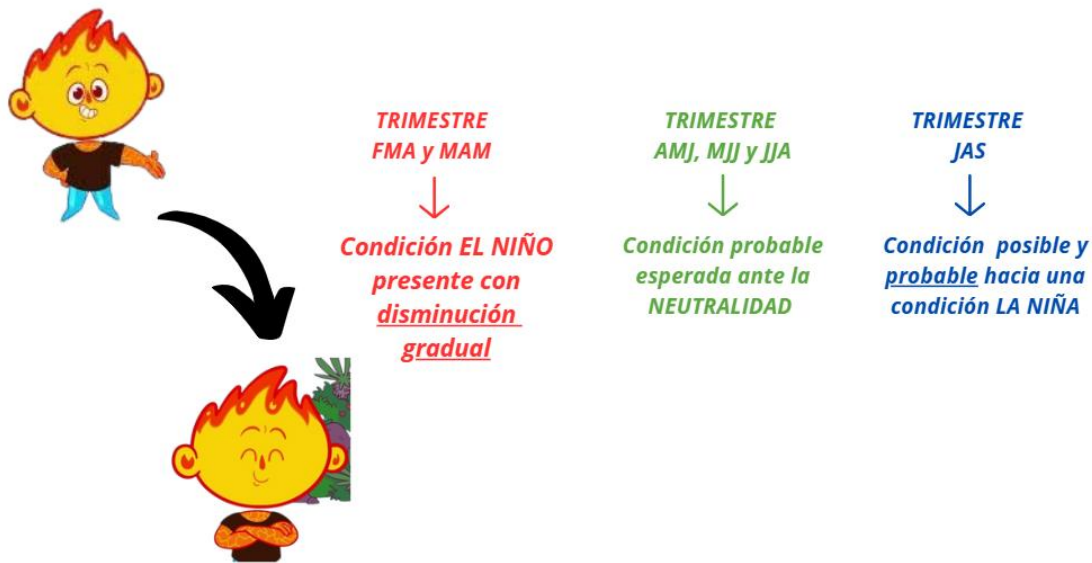 TRIMESTRE
FMA y MAM
Condición EL NIÑO
presente con
disminución
gradual
TRIMESTRE
AMJ, MJJ y JJA
Condición probable
esperada ante la
NEUTRALIDAD
TRIMESTRE
JAS
Condición posible y
probable hacia una
condición LA NIÑA